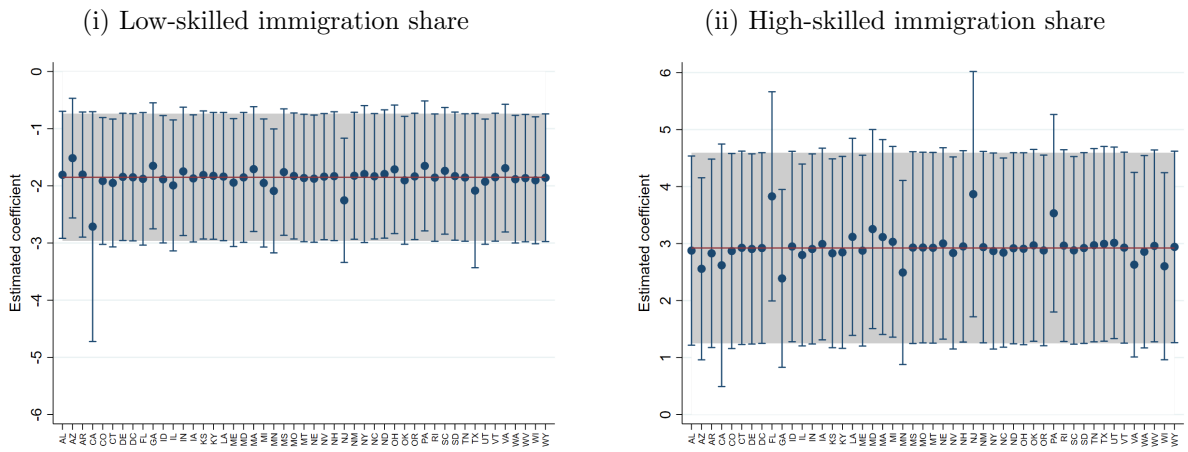 (i) Low-skilled immigration share
Estimated coefficient
0
-1
-2
-3
-4
-5
-6
AL AZ AR CA CO CT DE DC FL GA ID IL IN IA KS KY LA ME MD MA MI MN MS MO MT NE NV NH NJ NM NY NC ND OH OK OR PA RI SC SD TN TX UT VT VA WA WV WI WY
(ii) High-skilled immigration share
Estimated coefficient
6
5
4
3
2
1
0
AL AZ AR CA CO CT DE DC FL GA ID IL IN IA KS KY LA ME MD MA MI MN MS MO MT NE NV NH NJ NM NY NC ND OH OK OR PA RI SC SD TN TX UT VT VA WA WV WI WY